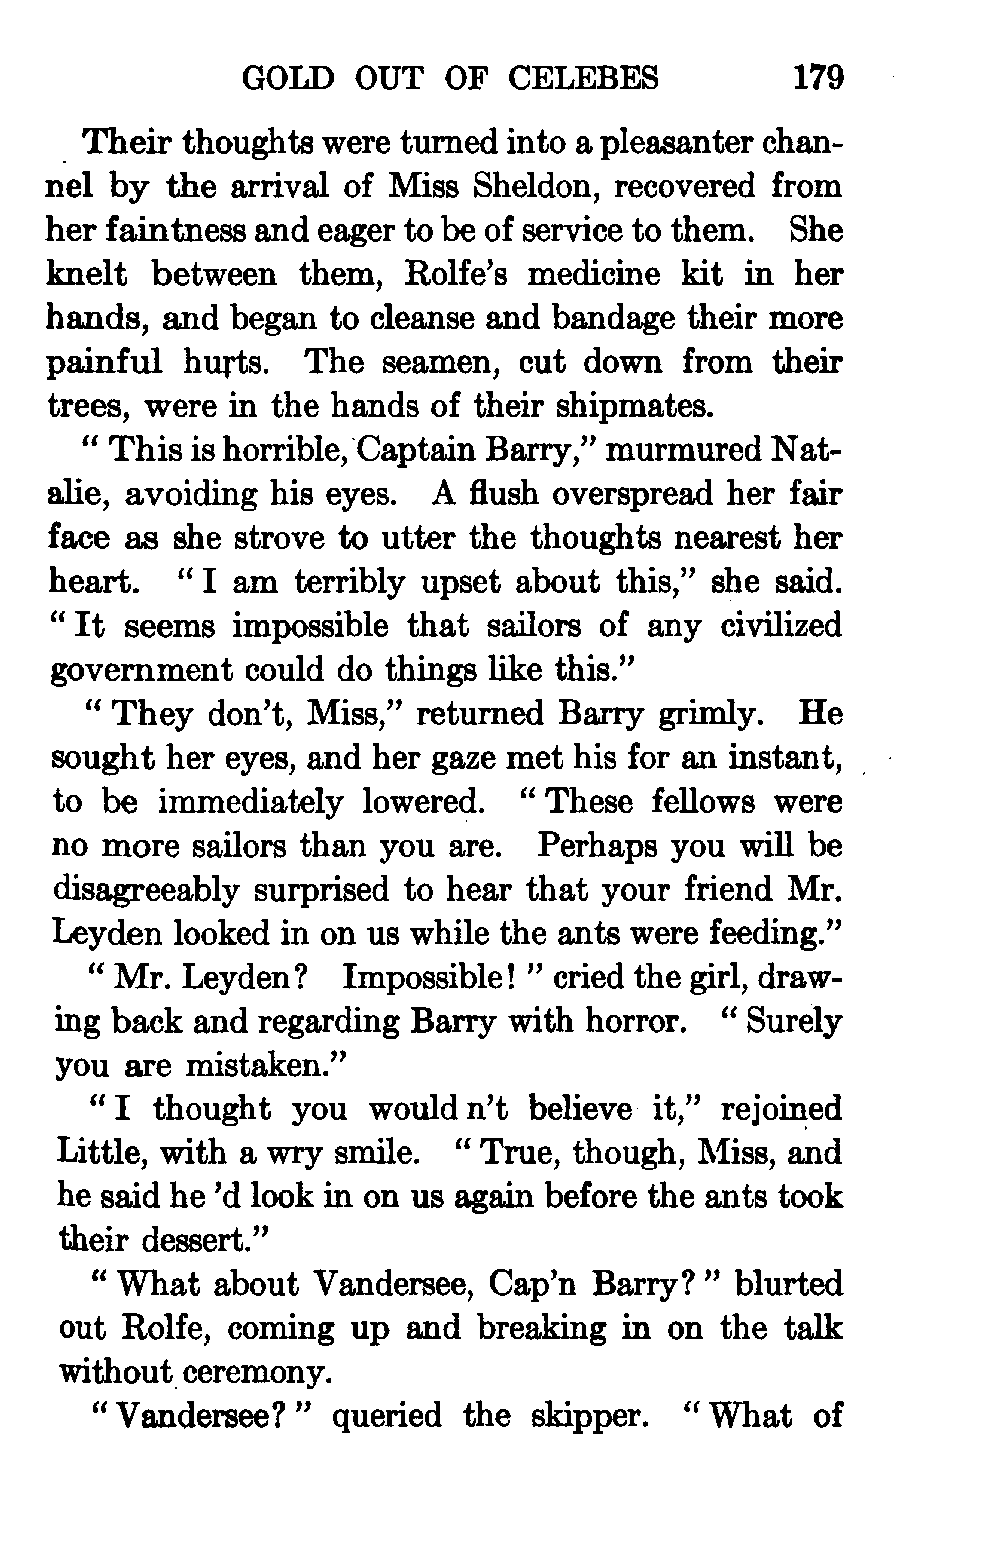 GOLD OUT OF CELEBES 179
Their thoughts were turned into a pleasanter chan-
nel by the arrival of Miss Sheldon, recovered from
her faintness and eager to be of service to them. She
knelt between them, Rolfe's medicine kit in her
hands, and began to cleanse and bandage their more
painful hurts. The seamen, cut down from their
trees, were in the hands of their shipmates.
" This is horrible, Captain Barry," murmured Nat-
alie, avoiding his eyes. A flush overspread her fair
face as she strove to utter the thoughts nearest her
heart. " I am terribly upset about this," she said.
" It seems impossible that sailors of any civilized
government could do things like this."
" They don't, Miss," returned Barry grimly. He
sought her eyes, and her gaze met his for an instant,
to be immediately lowered. " These fellows were
no more sailors than you are. Perhaps you will be
disagreeably surprised to hear that your friend Mr.
Leyden looked in on us while the ants were feeding."
" Mr. Leyden? Impossible! " cried the girl, draw-
ing back and regarding Barry with horror. " Surely
you are mistaken."
" I thought you would n't believe it," rejoined
Little, with a wry smile. " True, though, Miss, and
he said he 'd look in on us again before the ants took
their dessert."
" What about Vandersee, Cap'n Barry? " blurted
out Rolfe, coming up and breaking in on the talk
without ceremony.
" Vandersee? " queried the skipper. " What of